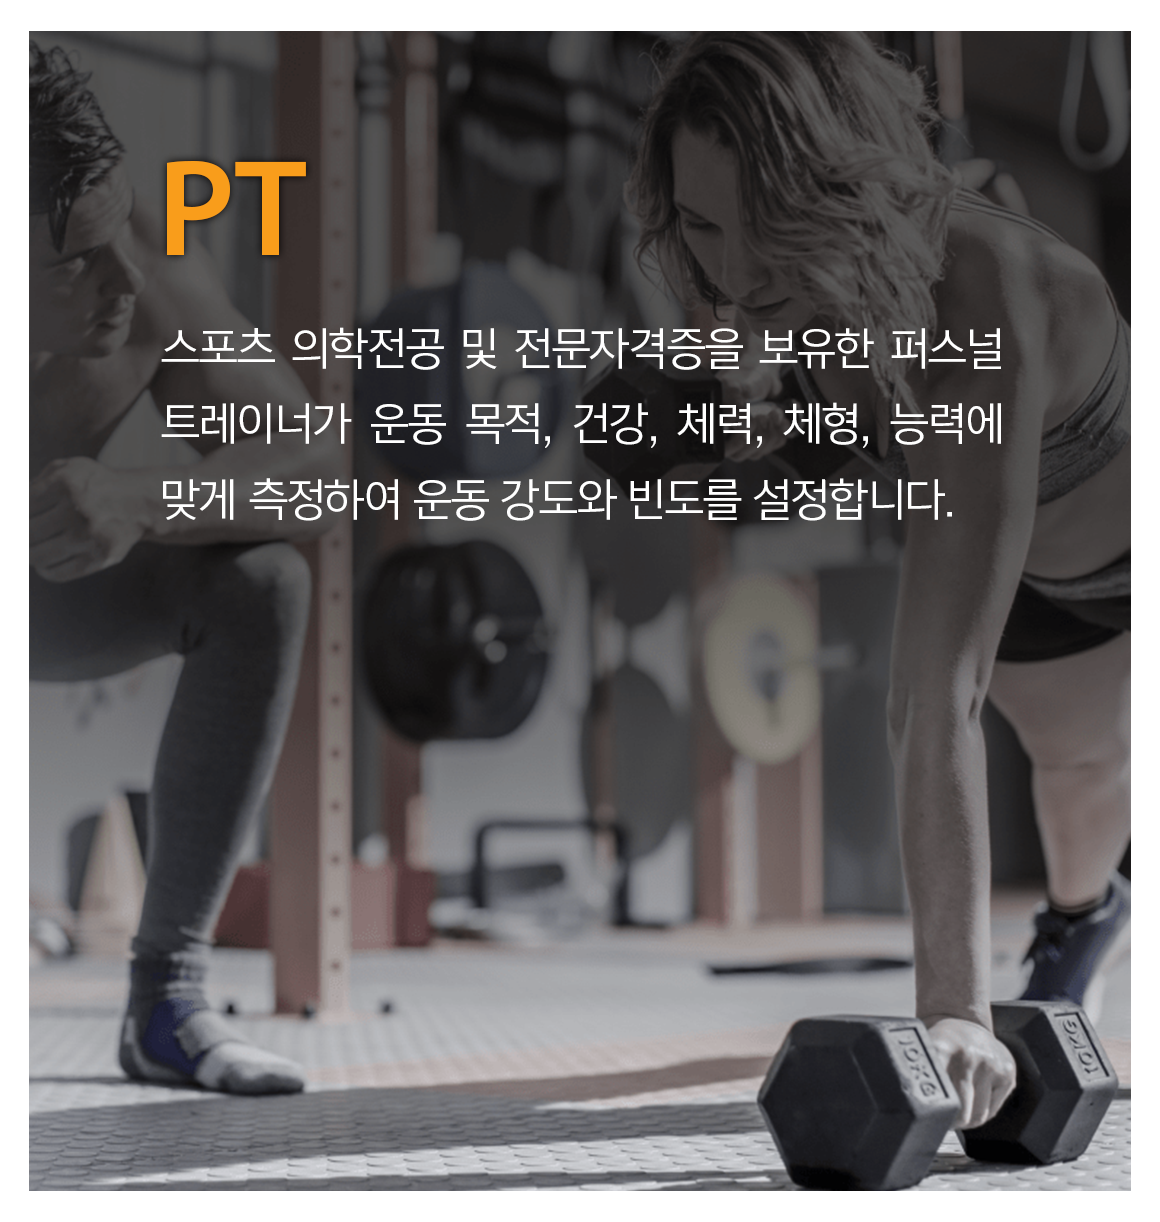 PT
스포츠 의학전공 및 전문자격증을 보유한 퍼스널
트레이너가 운동 목적, 건강, 체력, 체형, 능력에
맞게 측정하여 운동 강도와 빈도를 설정합니다.
10KG
10KG